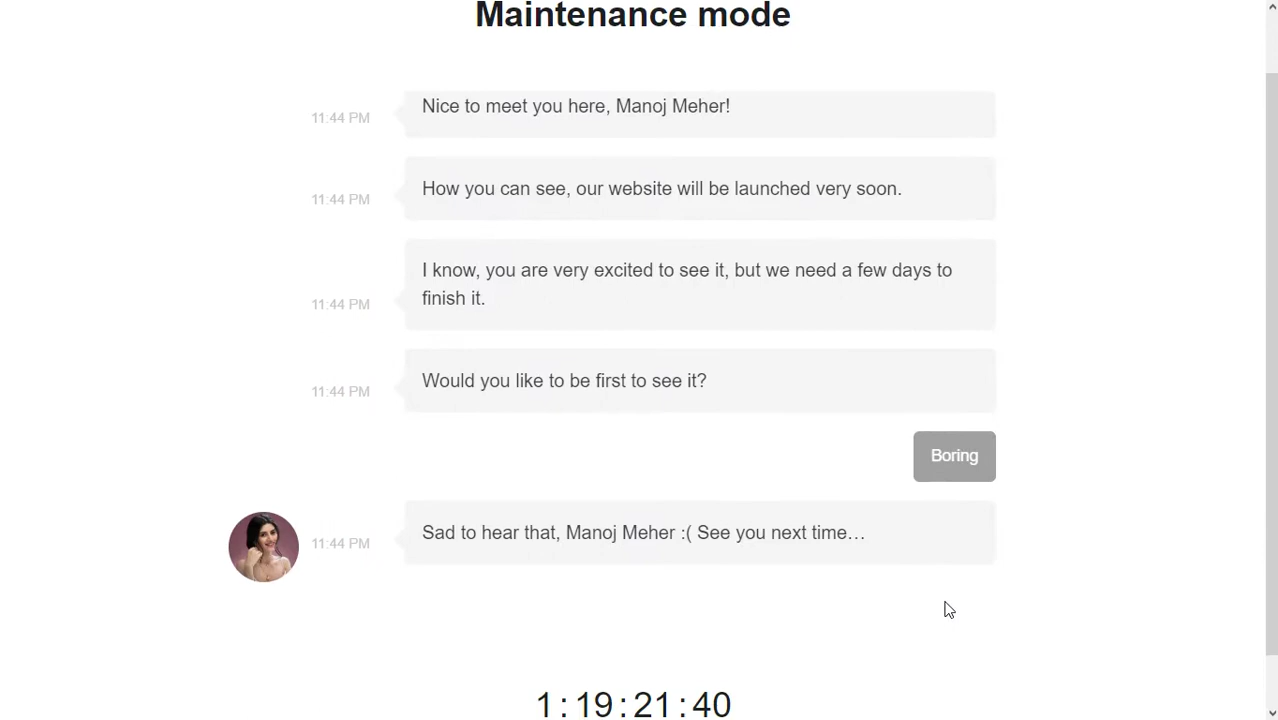 Maintenance mode
Nice to meet you here, Manoj Meher!
11:44 PM
How you can see, our website will be launched very soon.
11:44 PM
I know, you are very excited to see it, but we need a few days to
finish it.
11:44 PM
Would you like to be first to see it?
11:44 PM
Boring
Sad to hear that, Manoj Meher :( See you next time…
11:44 PM
1:19:21:40